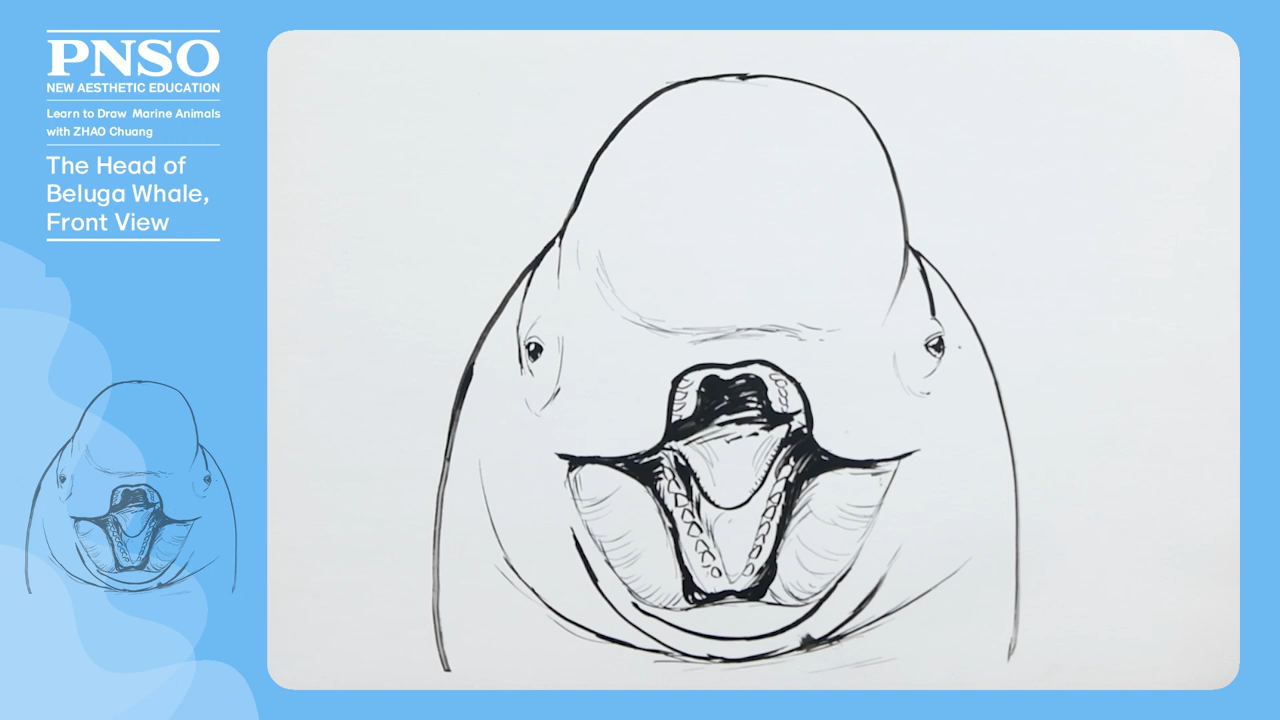 PNSO
NEW AESTHETIC EDUCATION
Learn to Draw Marine Animals
with ZHAO Chuang
The Head of
Beluga Whale,
Front View